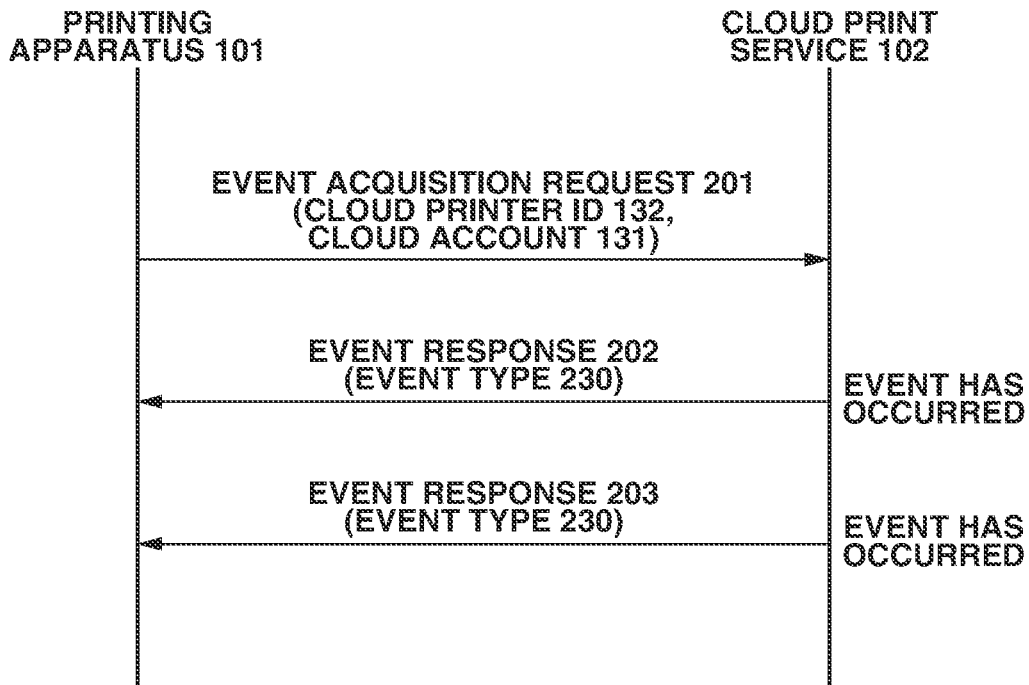 PRINTING
APPARATUS 101
CLOUD PRINT
SERVICE 102
EVENT ACQUISITION REQUEST 201
(CLOUD PRINTER ID 132,
CLOUD ACCOUNT 131)
EVENT RESPONSE 202
(EVENT TYPE 230)
EVENT HAS
OCCURRED
EVENT RESPONSE 203
(EVENT TYPE 230)
EVENT HAS
OCCURRED